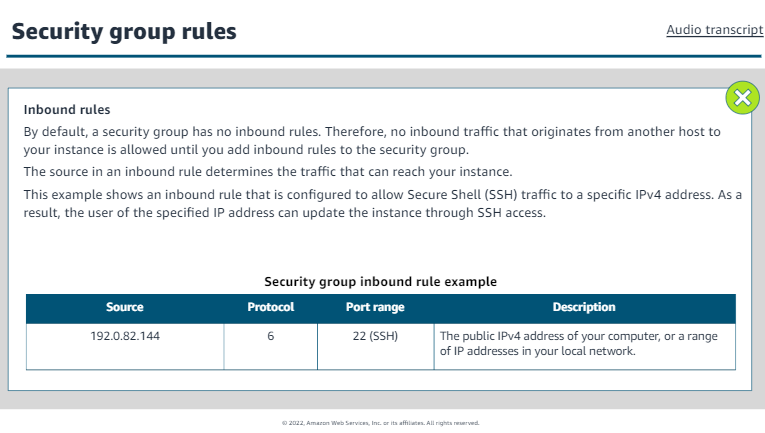 Security group rules
Audio transcript
Inbound rules
By default, a security group has no inbound rules. Therefore, no inbound traffic that originates from another host to
your instance is allowed until you add inbound rules to the security group.
The source in an inbound rule determines the traffic that can reach your instance.
This example shows an inbound rule that is configured to allow Secure Shell (SSH) traffic to a specific IPv4 address. As a
result, the user of the specified IP address can update the instance through SSH access.
Security group inbound rule example
Source Protocol Port range Description
192.0.82.144 6 22 (SSH) The public IPv4 address of your computer, or a range
of IP addresses in your local network.
© 2022, Amazon Web Services, Inc. or its affiliates. All rights reserved.